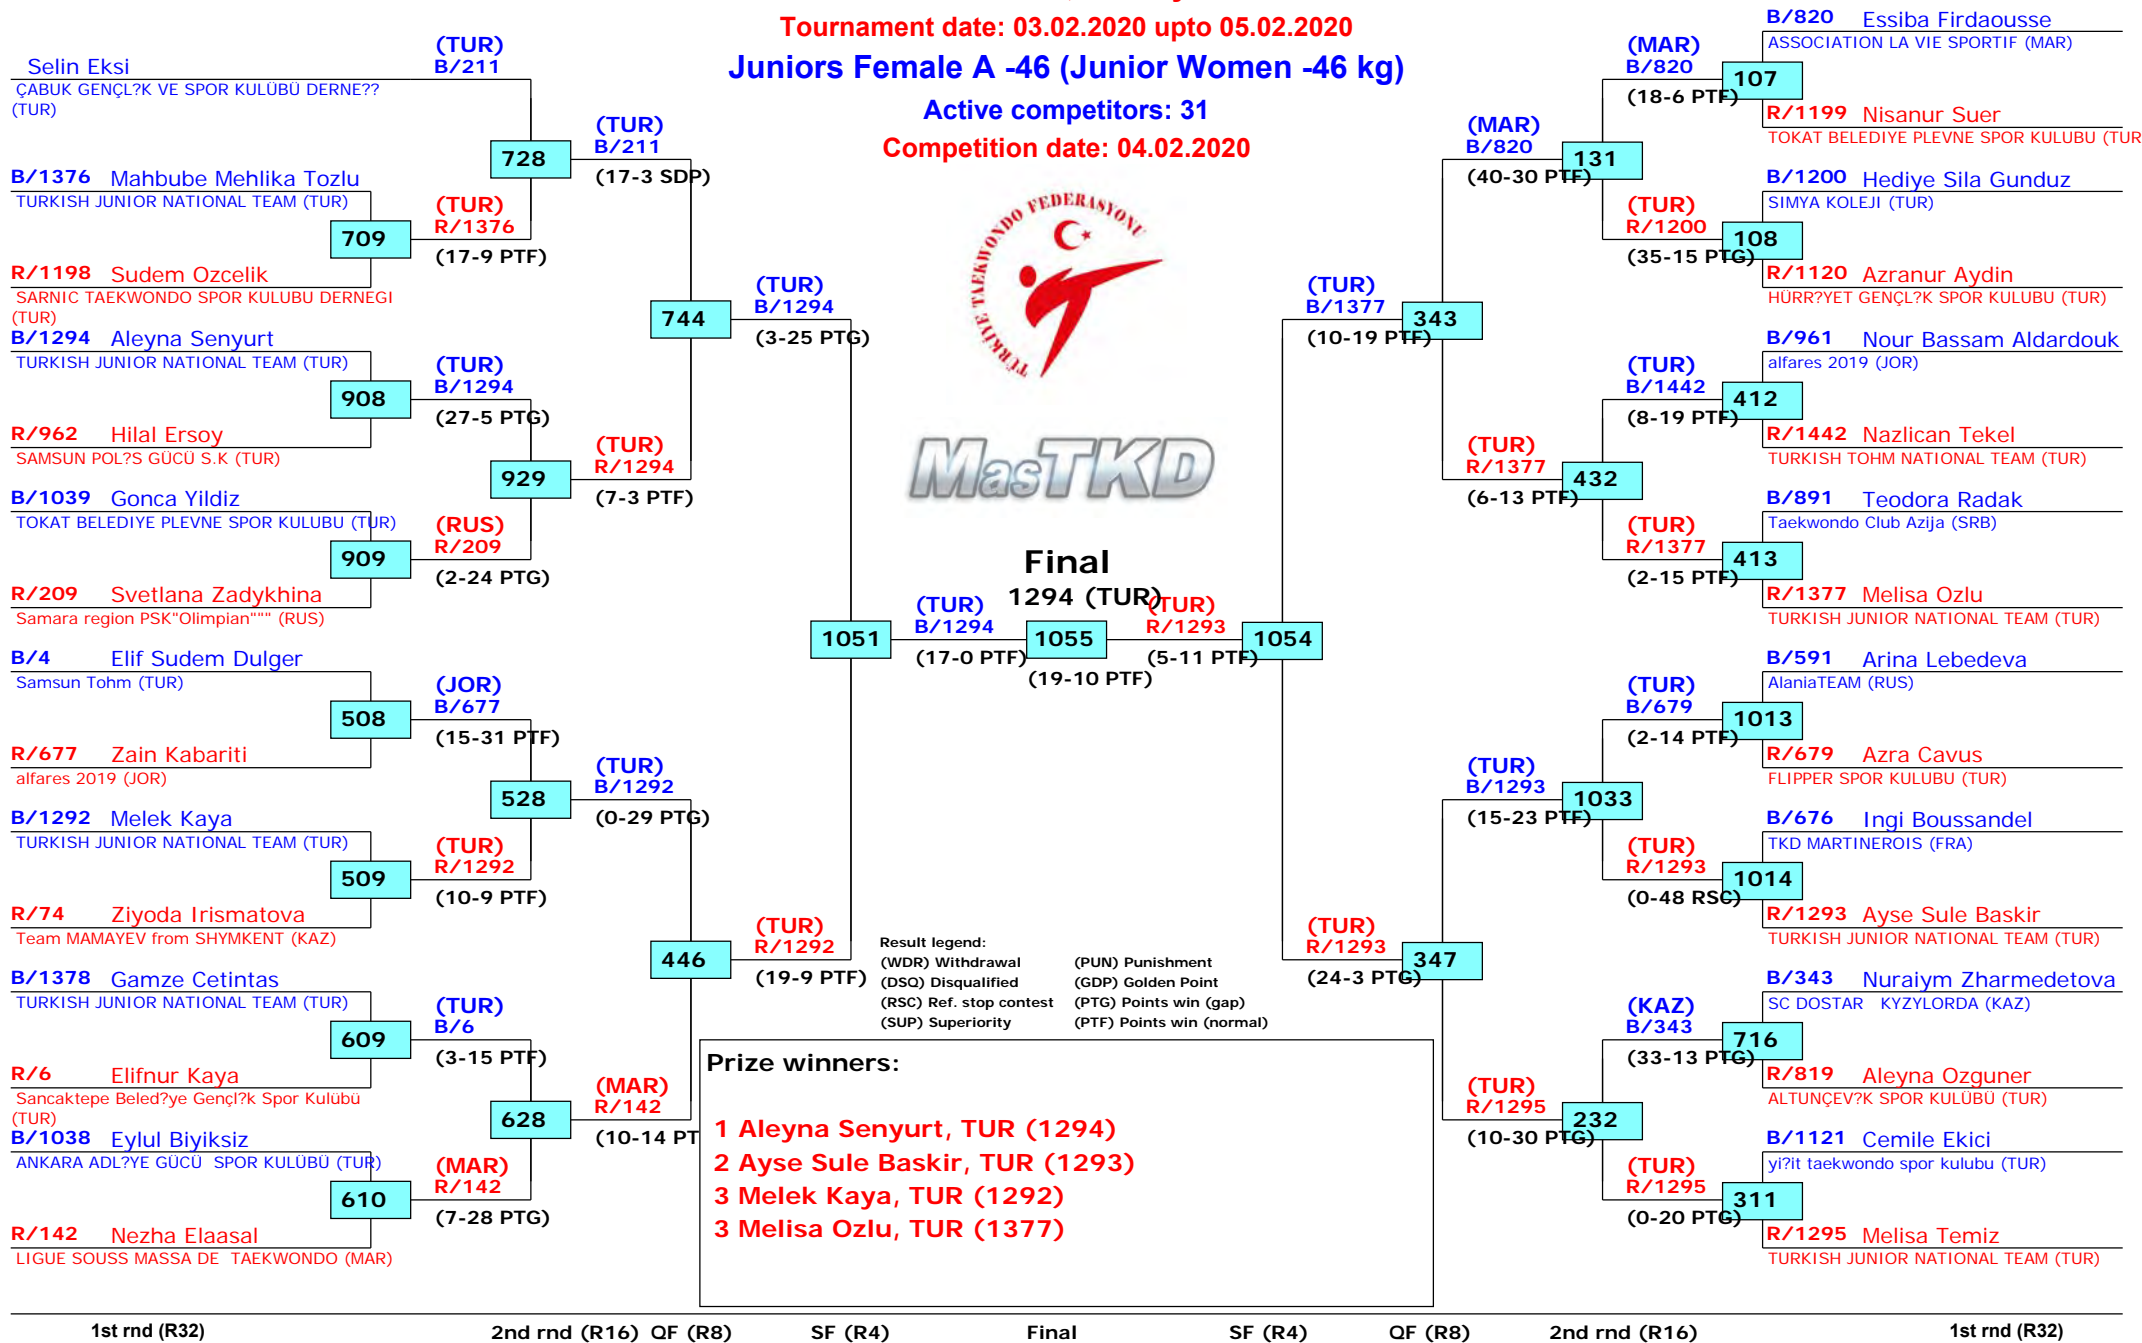 Tournament date: 03.02.2020 upto 05.02.2020
Juniors Female A -46 (Junior Women -46 kg)
Active competitors: 31
Competition date: 04.02.2020
TÜRKİYE TAEKWONDO FEDERASYONU
MasTKD
Selin Eksi
ÇABUK GENÇL?K VE SPOR KULÜBÜ DERNE??
(TUR)
B/1376 Mahbube Mehlika Tozlu
TURKISH JUNIOR NATIONAL TEAM (TUR)
709
R/1198 Sudem Ozcelik
SARNIC TAEKWONDO SPOR KULUBU DERNEGI
(TUR)
B/1294 Aleyna Senyurt
TURKISH JUNIOR NATIONAL TEAM (TUR)
908
R/962 Hilal Ersoy
SAMSUN POL?S GÜCÜ S.K (TUR)
B/1039 Gonca Yildiz
TOKAT BELEDIYE PLEVNE SPOR KULUBU (TUR)
909
R/209 Svetlana Zadykhina
Samara region PSK"Olimpian""" (RUS)
B/4 Elif Sudem Dulger
Samsun Tohm (TUR)
508
R/677 Zain Kabariti
alfares 2019 (JOR)
B/1292 Melek Kaya
TURKISH JUNIOR NATIONAL TEAM (TUR)
509
R/74 Ziyoda Irismatova
Team MAMAYEV from SHYMKENT (KAZ)
B/1378 Gamze Cetintas
TURKISH JUNIOR NATIONAL TEAM (TUR)
609
R/6 Elifnur Kaya
Sancaktepe Beled?ye Gençl?k Spor Kulübü
(TUR)
B/1038 Eylul Biyiksiz
ANKARA ADL?YE GÜCÜ SPOR KULÜBÜ (TUR)
610
R/142 Nezha Elaasal
LIGUE SOUSS MASSA DE TAEKWONDO (MAR)
(TUR)
B/211
728
(TUR)
R/1376
(17-9 PTF)
(TUR)
B/1294
(27-5 PTG)
929
(RUS)
R/209
(2-24 PTG)
(JOR)
B/677
(15-31 PTF)
528
(TUR)
R/1292
(10-9 PTF)
(TUR)
B/6
(3-15 PTF)
628
(MAR)
R/142
(7-28 PTG)
(TUR)
B/211
(17-3 SDP)
744
(TUR)
R/1294
(7-3 PTF)
(TUR)
B/1292
(0-29 PTG)
446
(MAR)
R/142
(10-14 PT
(TUR)
B/1294
(3-25 PTG)
1051
(TUR)
R/1292
(19-9 PTF)
Final
1294 (TUR)
(TUR)
B/1294
(17-0 PTF)
1055
(19-10 PTF)
(TUR)
R/1293
(5-11 PTF)
1054
(TUR)
B/1377
(10-19 PTF)
(TUR)
R/1293
(24-3 PTG)
343
347
(MAR)
B/820
(40-30 PTF)
(TUR)
R/1377
(6-13 PTF)
(TUR)
B/1293
(15-23 PTF)
(TUR)
R/1295
(10-30 PTG)
131
432
1033
232
(MAR)
B/820
(18-6 PTF)
(TUR)
R/1200
(35-15 PTG)
(TUR)
B/1442
(8-19 PTF)
(TUR)
R/1377
(2-15 PTF)
(TUR)
B/679
(2-14 PTF)
(TUR)
R/1293
(0-48 RSC)
(KAZ)
B/343
(33-13 PTG)
(TUR)
R/1295
(0-20 PTG)
B/820 Essiba Firdaousse
ASSOCIATION LA VIE SPORTIF (MAR)
107
R/1199 Nisanur Suer
TOKAT BELEDIYE PLEVNE SPOR KULUBU (TUR
B/1200 Hediye Sila Gunduz
SIMYA KOLEJI (TUR)
108
R/1120 Azranur Aydin
HÜRR?YET GENÇL?K SPOR KULUBU (TUR)
B/961 Nour Bassam Aldardouk
alfares 2019 (JOR)
412
R/1442 Nazlican Tekel
TURKISH TOHM NATIONAL TEAM (TUR)
B/891 Teodora Radak
Taekwondo Club Azija (SRB)
413
R/1377 Melisa Ozlu
TURKISH JUNIOR NATIONAL TEAM (TUR)
B/591 Arina Lebedeva
AlaniaTEAM (RUS)
1013
R/679 Azra Cavus
FLIPPER SPOR KULUBU (TUR)
B/676 Ingi Boussandel
TKD MARTINEROIS (FRA)
1014
R/1293 Ayse Sule Baskir
TURKISH JUNIOR NATIONAL TEAM (TUR)
B/343 Nuraiym Zharmedetova
SC DOSTAR KYZYLORDA (KAZ)
716
R/819 Aleyna Ozguner
ALTUNÇEV?K SPOR KULÜBÜ (TUR)
B/1121 Cemile Ekici
yi?it taekwondo spor kulubu (TUR)
311
R/1295 Melisa Temiz
TURKISH JUNIOR NATIONAL TEAM (TUR)
Result legend:
(WDR) Withdrawal (PUN) Punishment
(DSQ) Disqualified (GDP) Golden Point
(RSC) Ref. stop contest (PTG) Points win (gap)
(SUP) Superiority (PTF) Points win (normal)
Prize winners:
1 Aleyna Senyurt, TUR (1294)
2 Ayse Sule Baskir, TUR (1293)
3 Melek Kaya, TUR (1292)
3 Melisa Ozlu, TUR (1377)
1st rnd (R32) 2nd rnd (R16) QF (R8) SF (R4) Final SF (R4) QF (R8) 2nd rnd (R16) 1st rnd (R32)